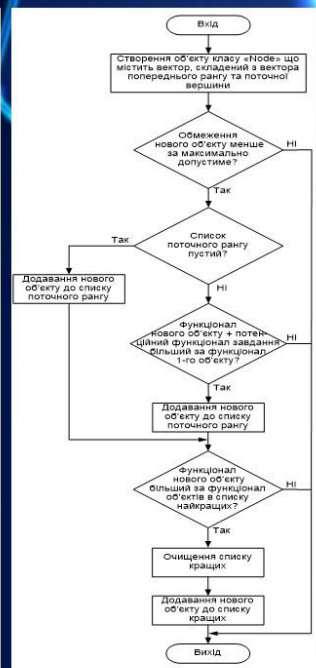 Вхід
Створення об'єкту класу «Node» що
містить вектор, складений з вектора
попереднього рангу та поточної
вершини
Обмеження
нового об'єкту менше
за максимально
допустиме?
Ні
Так
Список
поточного рангу
пустий?
Так
Ні
Додавання нового
об'єкту до списку
поточного рангу
Функціонал
нового об'єкту + потен-
ційний функціонал завдання
більший за функціонал
1-го об'єкту?
Ні
Так
Додавання нового
об'єкту до списку
поточного рангу
Функціонал
нового об'єкту
більший за функціонал
об'єктів в списку
найкращих?
Ні
Так
Очищення списку
кращих
Додавання нового
об'єкту до списку
кращих
Вихід